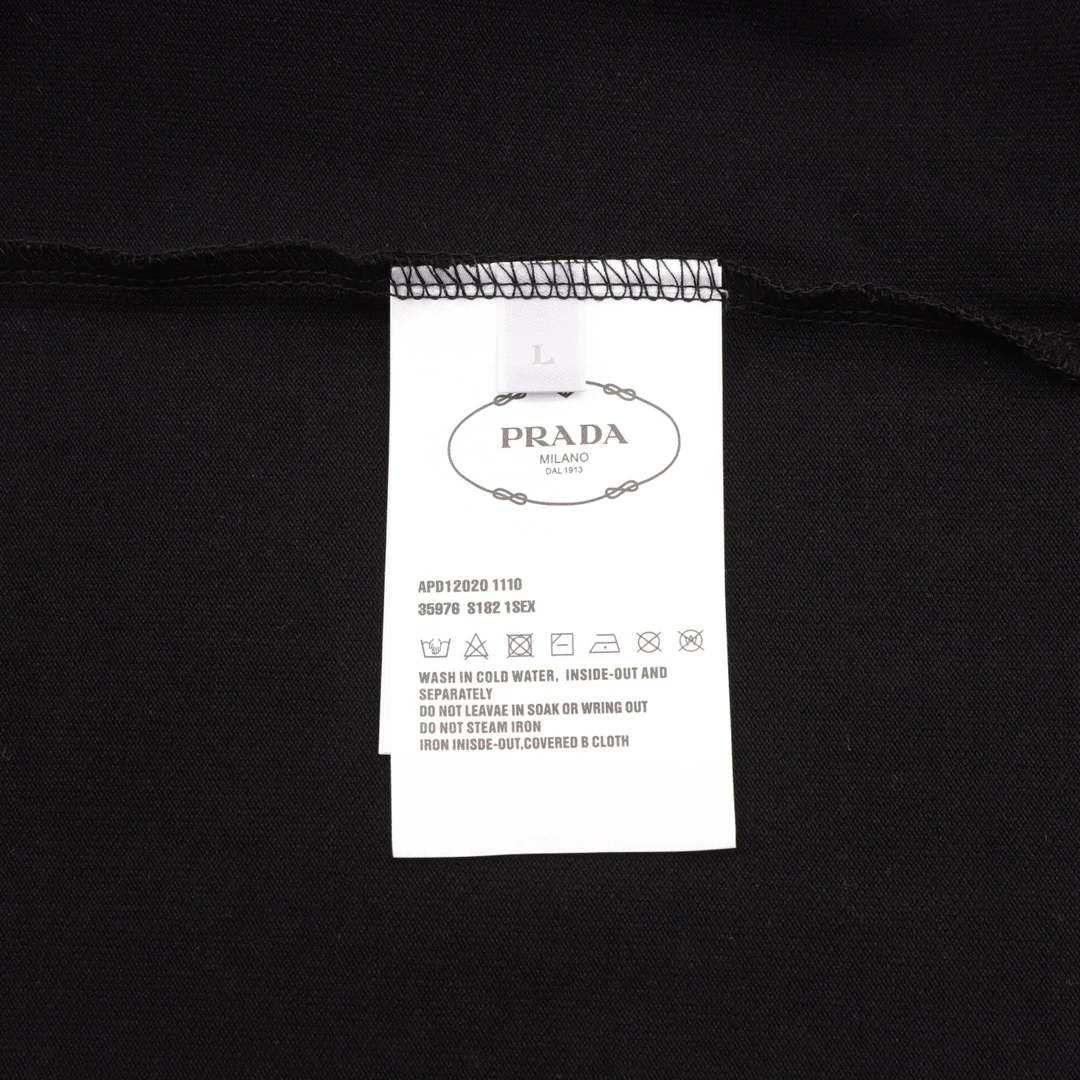 L
PRADA
MILANO
DAL 1913
APD12020 1110
35976 S182 1SEX
WASH IN COLD WATER, INSIDE-OUT AND
SEPARATELY
DO NOT LEAVAE IN SOAK OR WRING OUT
DO NOT STEAM IRON
IRON INISDE-OUT,COVERED B CLOTH